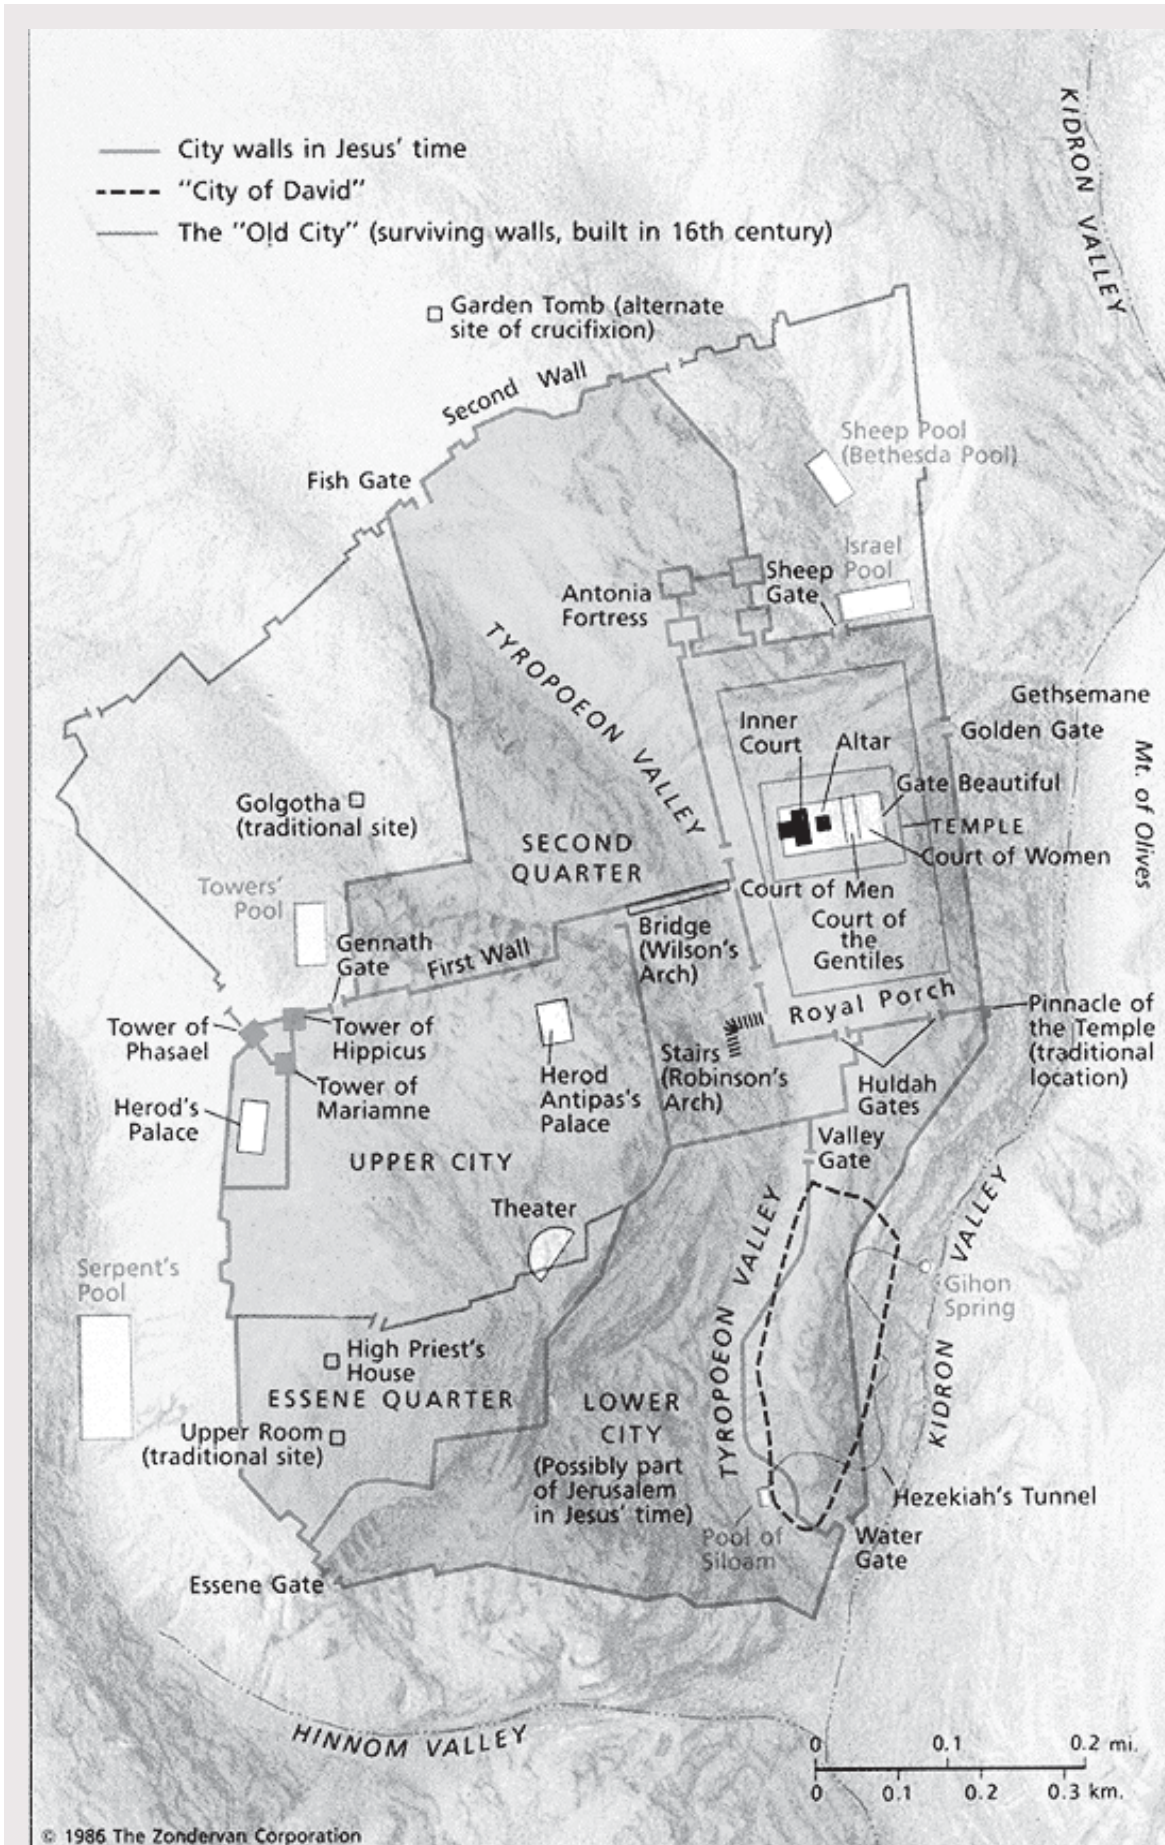 KIDRON VALLEY
City walls in Jesus' time
"City of David"
The "Old City" (surviving walls, built in 16th century)
Garden Tomb (alternate
site of crucifixion)
Second Wall
Sheep Pool
(Bethesda Pool)
Fish Gate
Israel
Pool
Sheep
Gate
Antonia
Fortress
TYROPOEON VALLEY
Gethsemane
Golden Gate
Mt. of Olives
Inner
Court
Altar
Gate Beautiful
TEMPLE
Court of Women
Court of Men
Court of
the
Gentiles
Golgotha
(traditional site)
SECOND
QUARTER
Towers'
Pool
Gennath
Gate
First Wall
Bridge
(Wilson's
Arch)
Royal Porch
Pinnacle of
the Temple
(traditional
location)
Tower of
Phasael
Tower of
Hippicus
Tower of
Mariamne
Herod
Antipas's
Palace
Stairs
(Robinson's
Arch)
Huldah
Gates
Herod's
Palace
UPPER CITY
Valley
Gate
Theater
TYROPOEON VALLEY
KIDRON VALLEY
Serpent's
Pool
Gihon
Spring
High Priest's
House
ESSENE QUARTER
LOWER
CITY
(Possibly part
of Jerusalem
in Jesus' time)
Upper Room
(traditional site)
Hezekiah's Tunnel
Pool of
Siloam
Water
Gate
Essene Gate
HINNOM VALLEY
0 0.1 0.2 mi.
0 0.1 0.2 0.3 km.
© 1986 The Zondervan Corporation